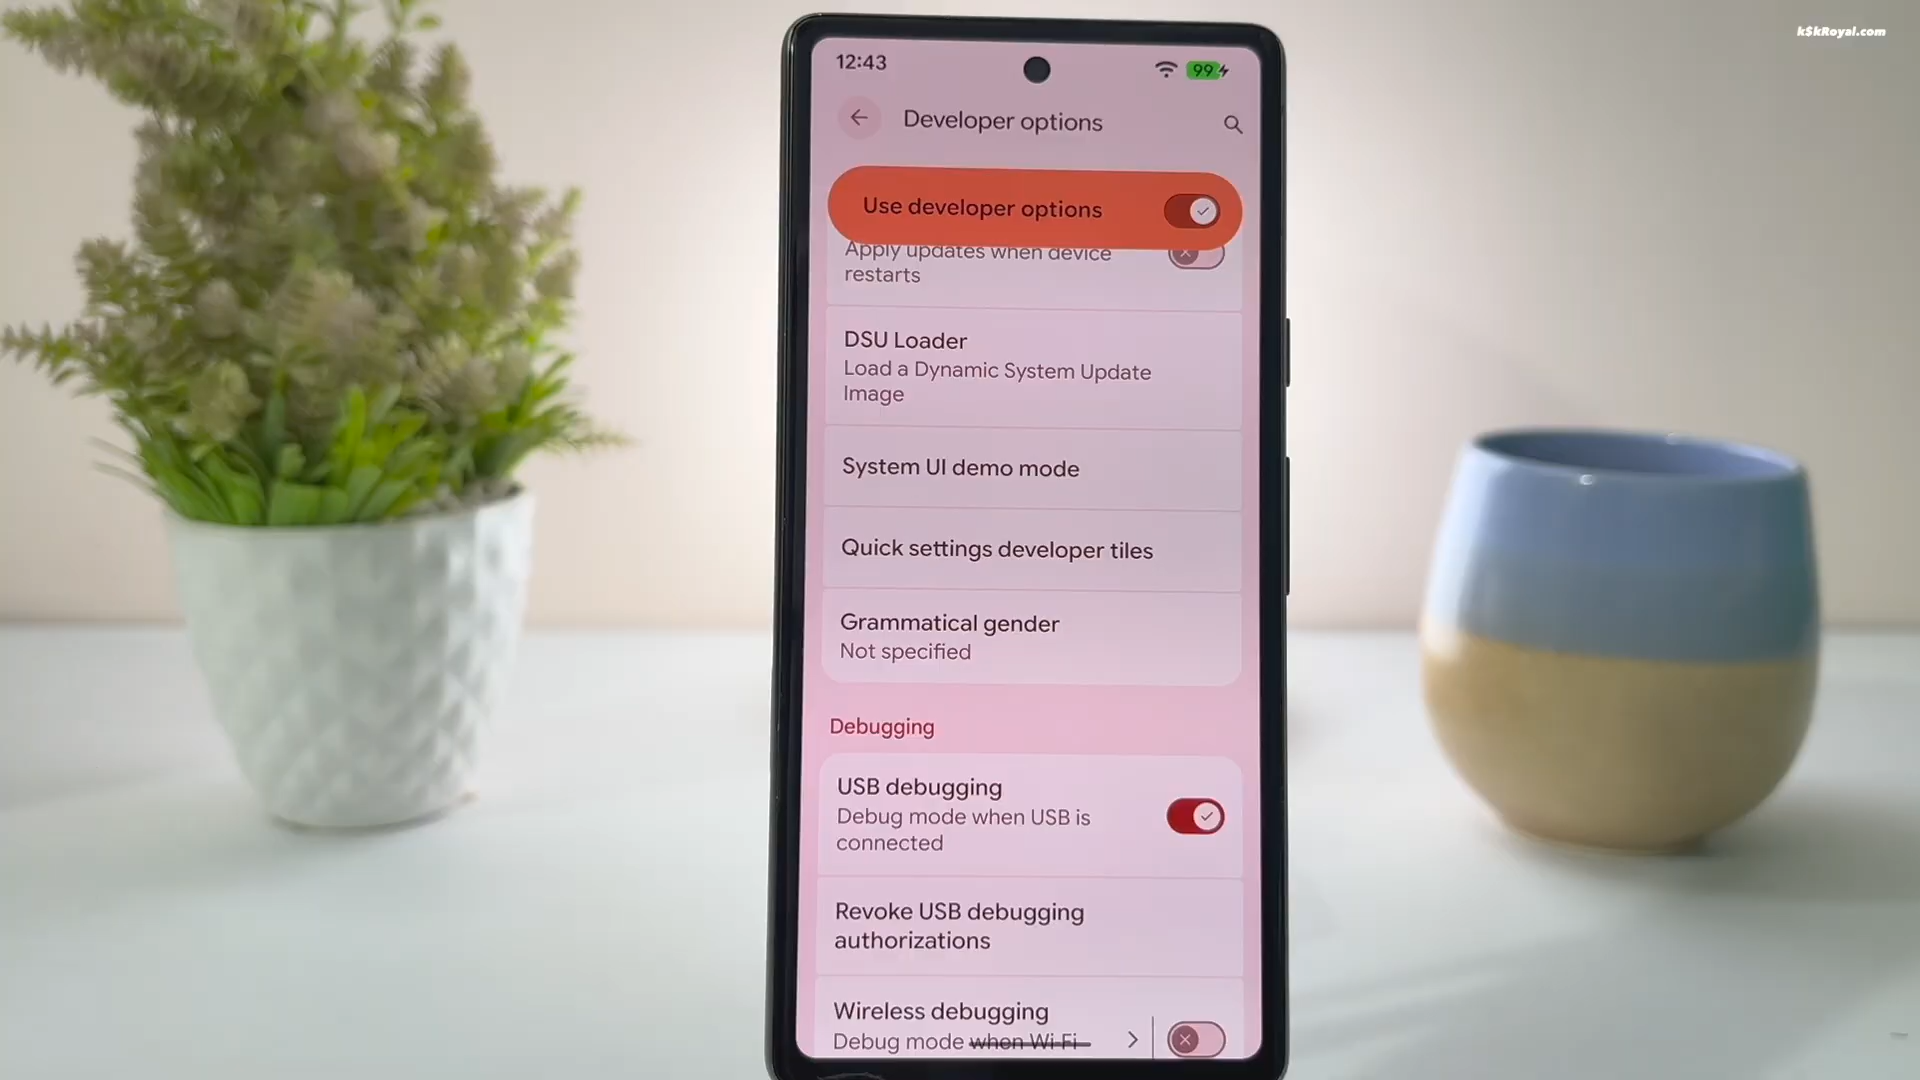 k$kRoyal.com
12:43
99
Developer options
Use developer options
Apply updates when device
restarts
DSU Loader
Load a Dynamic System Update
Image
System UI demo mode
Quick settings developer tiles
Grammatical gender
Not specified
Debugging
USB debugging
Debug mode when USB is
connected
Revoke USB debugging
authorizations
Wireless debugging
Debug mode when Wi-Fi